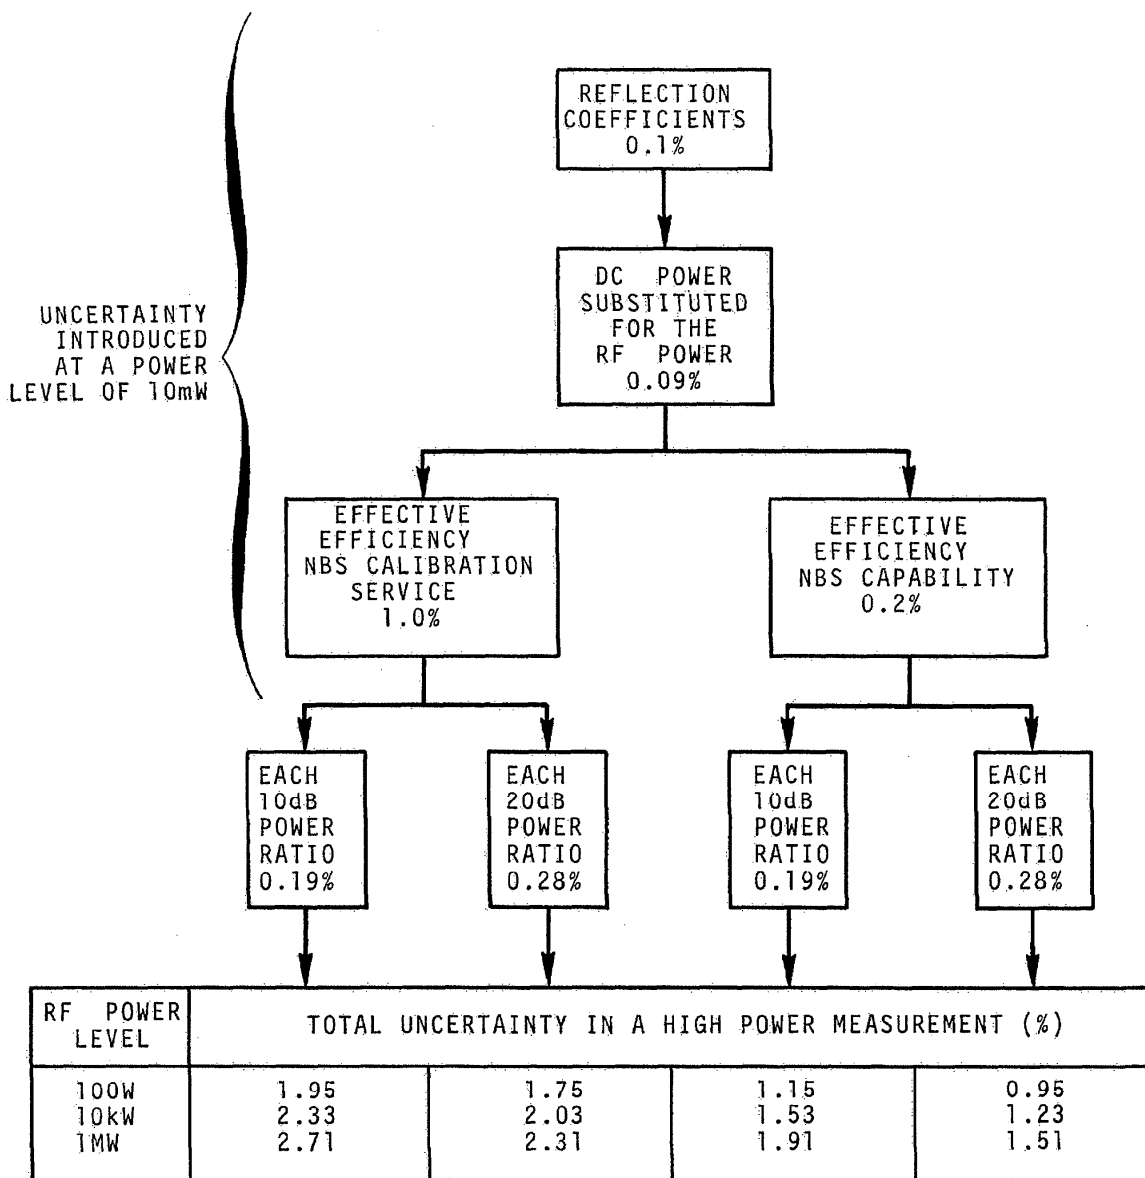 REFLECTION
COEFFICIENTS
0.1%
DC POWER
SUBSTITUTED
FOR THE
RF POWER
0.09%
UNCERTAINTY
INTRODUCED
AT A POWER
LEVEL OF 10mW
EFFECTIVE
EFFICIENCY
NBS CALIBRATION
SERVICE
1.0%
EFFECTIVE
EFFICIENCY
NBS CAPABILITY
0.2%
EACH
10dB
POWER
RATIO
0.19%
EACH
20dB
POWER
RATIO
0.28%
EACH
10dB
POWER
RATIO
0.19%
EACH
20dB
POWER
RATIO
0.28%
RF POWER
LEVEL
TOTAL UNCERTAINTY IN A HIGH POWER MEASUREMENT (%)
100W 1.95 1.75 1.15 0.95
10kW 2.33 2.03 1.53 1.23
1MW 2.71 2.31 1.91 1.51